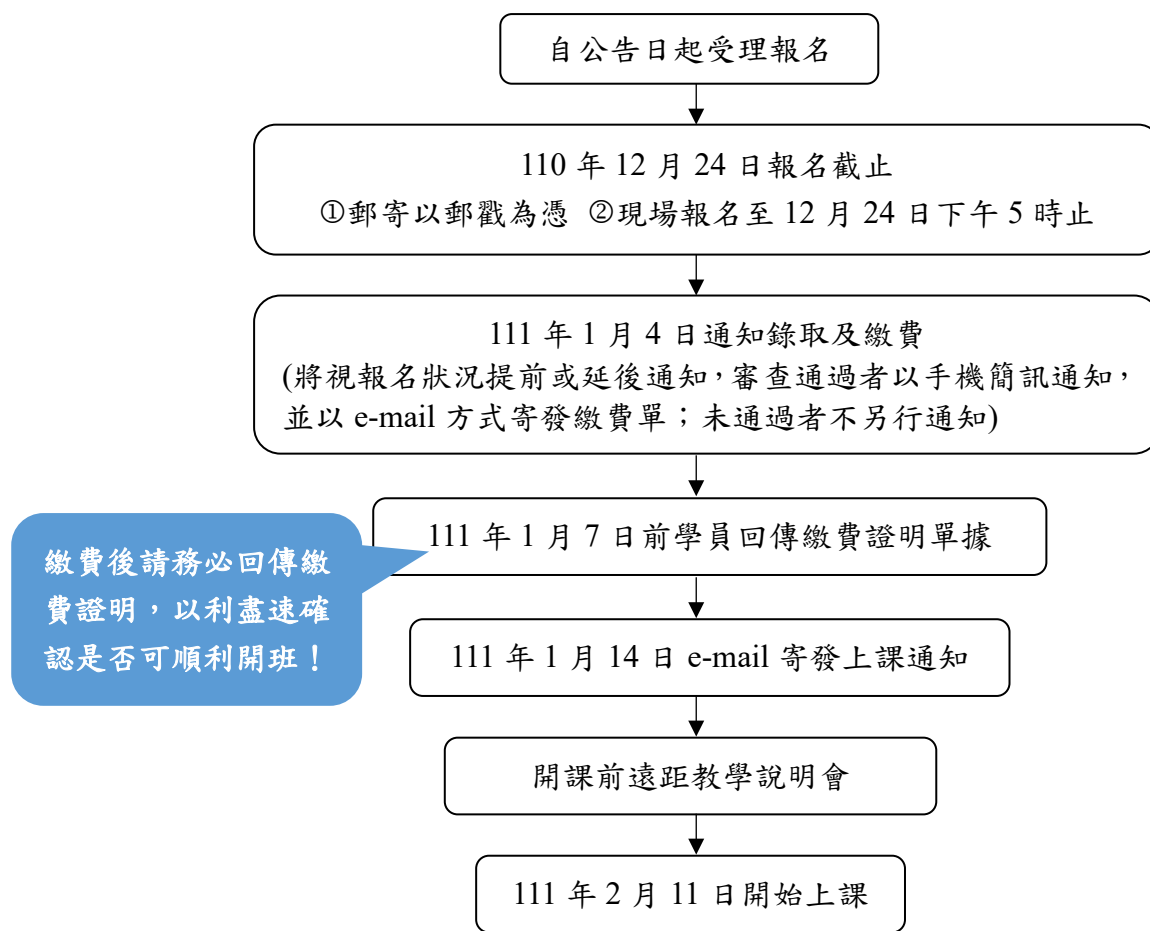 自公告日起受理報名
110 年 12 月 24 日報名截止
①郵寄以郵戳為憑 ②現場報名至 12 月 24 日下午 5 時止
111 年 1 月 4 日通知錄取及繳費
(將視報名狀況提前或延後通知，審查通過者以手機簡訊通知，
並以 e-mail 方式寄發繳費單；未通過者不另行通知)
111 年 1 月 7 日前學員回傳繳費證明單據
繳費後請務必回傳繳
費證明，以利盡速確
認是否可順利開班！
111 年 1 月 14 日 e-mail 寄發上課通知
開課前遠距教學說明會
111 年 2 月 11 日開始上課